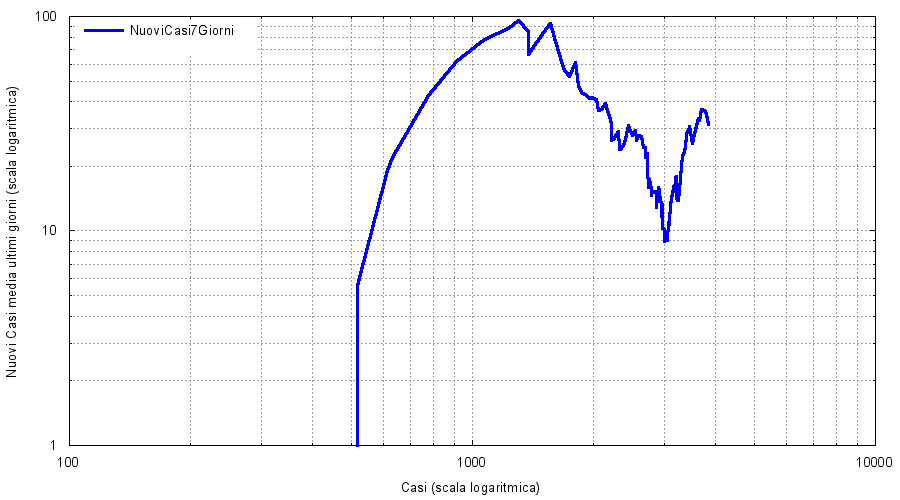 100
NuoviCasi7Giorni
10
1
Nuovi Casi media ultimi giorni (scala logaritmica)
100
1000
10000
Casi (scala logaritmica)